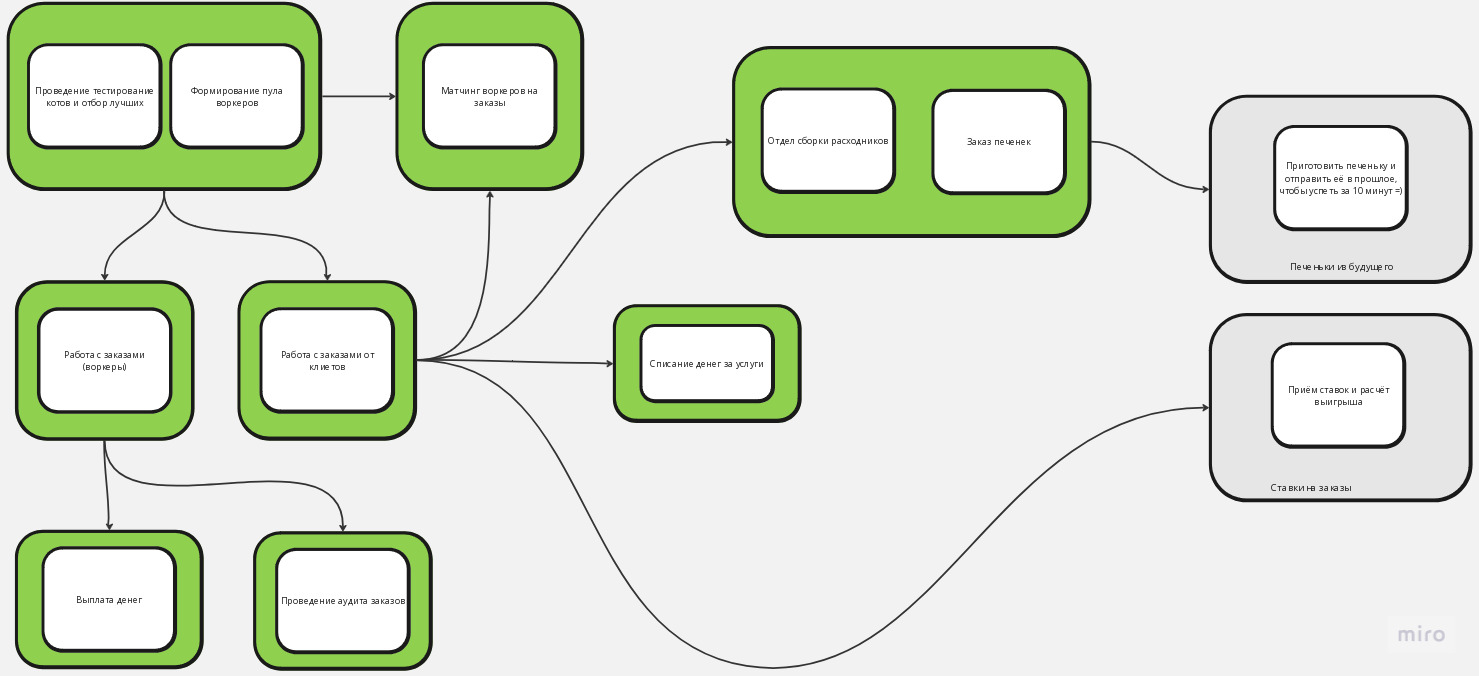 Проведение тестирование
котов и отбор лучших
Формирование пула
воркеров
Матчинг воркеров на
заказы
Отдел сборки расходников
Заказ печенек
Приготовить печеньку и
отправить её в прошлое,
чтобы успеть за 10 минут =)
Печеньки из будущего
Работа с заказами
(воркеры)
Работа с заказами от
клиетов
Списание денег за услуги
Приём ставок и расчёт
выигрыша
Ставки на заказы
Выплата денег
Проведение аудита заказов
miro